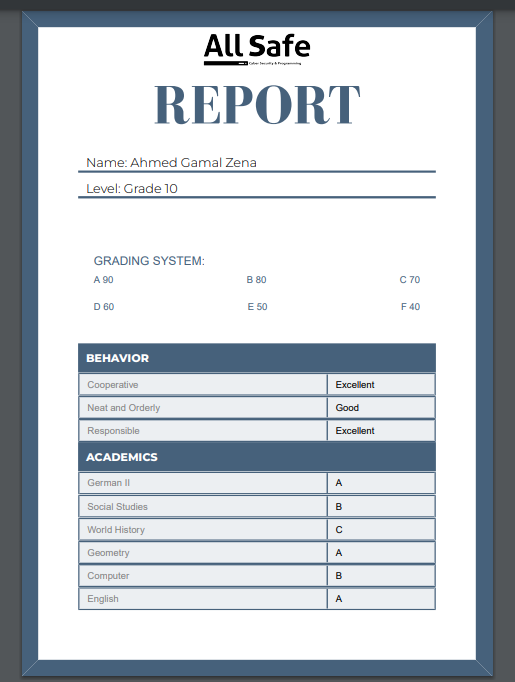 All Safe
Cyber Security & Programming
REPORT
Name: Ahmed Gamal Zena
Level: Grade 10
GRADING SYSTEM:
A 90 B 80 C 70
D 60 E 50 F 40
BEHAVIOR
Cooperative Excellent
Neat and Orderly Good
Responsible Excellent
ACADEMICS
German II A
Social Studies B
World History C
Geometry A
Computer B
English A